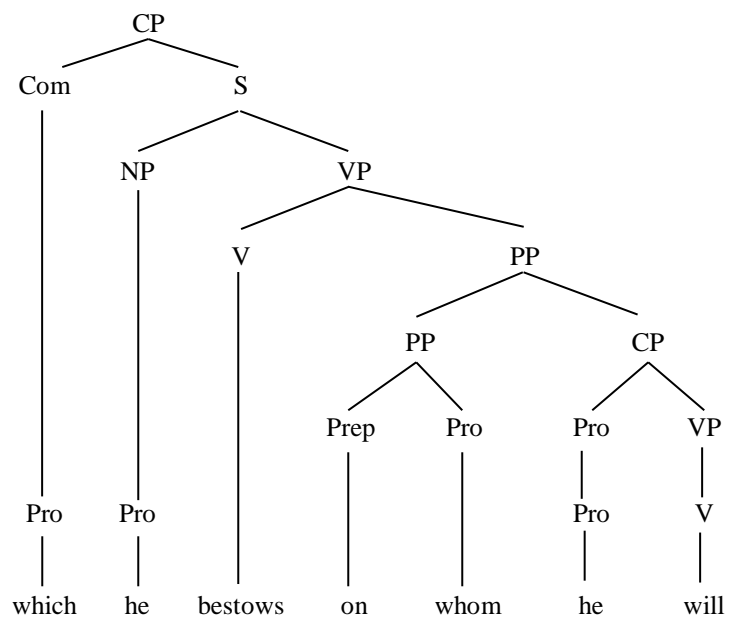 CP
Com S
NP VP
V PP
PP CP
Prep Pro Pro VP
Pro Pro Pro V
which he bestows on whom he will